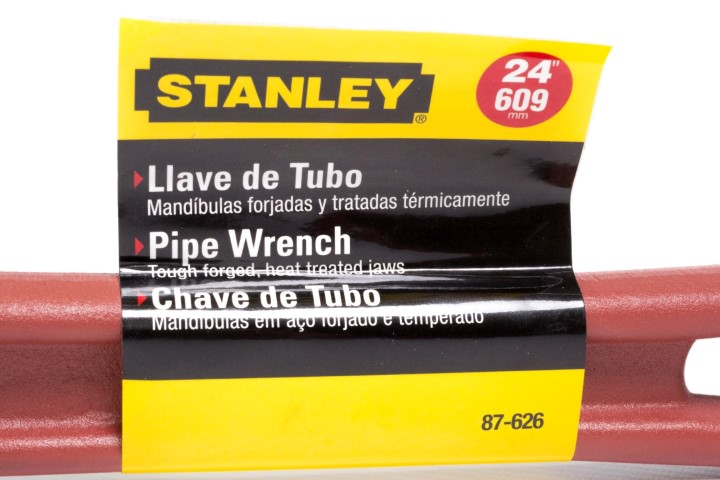 STANLEY®
24"
609
mm
Llave de Tubo
Mandíbulas forjadas y tratadas térmicamente
Pipe Wrench
Tough forged, heat treated jaws
Chave de Tubo
Mandíbulas em aço forjado e temperado
87-626